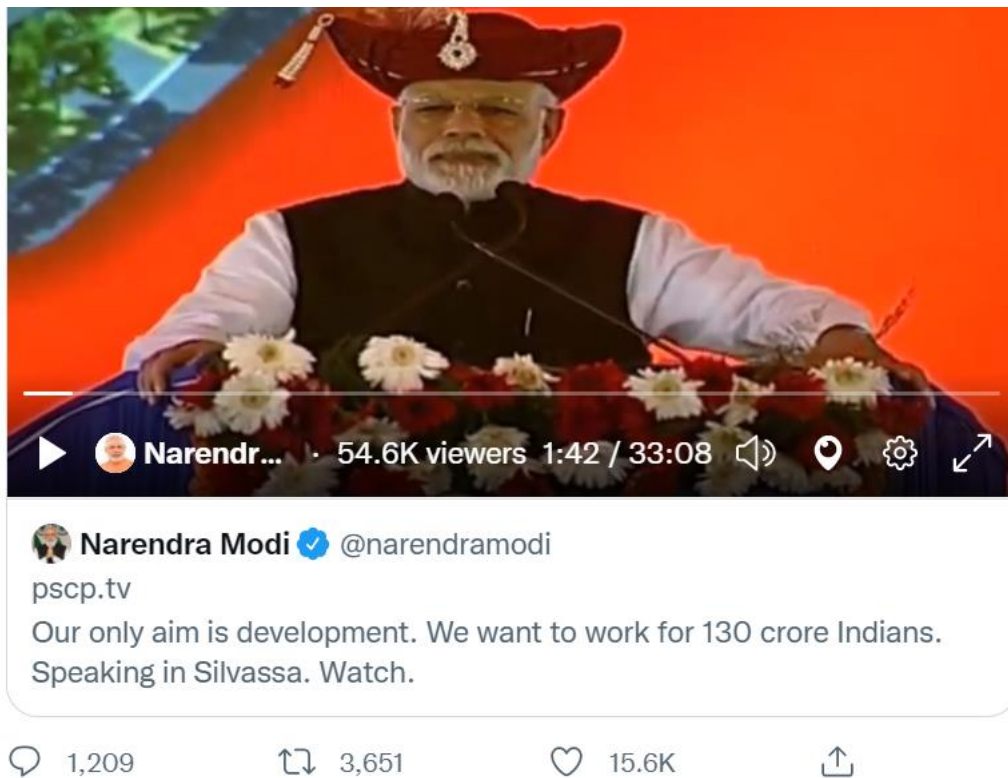 Narendr... · 54.6K viewers 1:42 / 33:08
Narendra Modi @narendramodi
pscp.tv
Our only aim is development. We want to work for 130 crore Indians.
Speaking in Silvassa. Watch.
1,209 3,651 15.6K